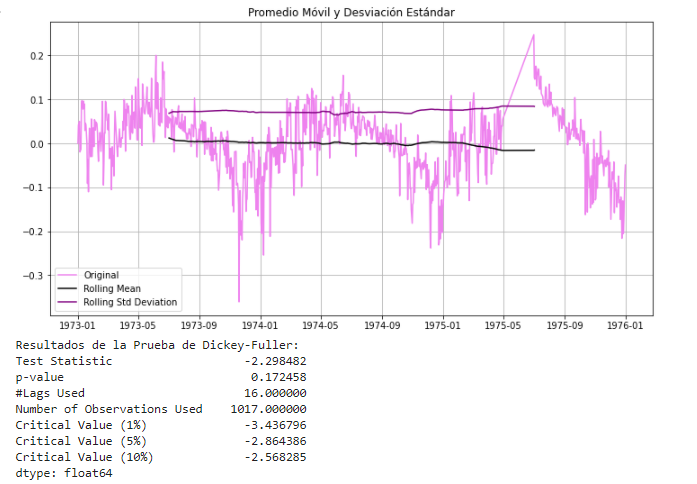 Promedio Móvil y Desviación Estándar
0.2
0.1
0.0
−0.1
−0.2
−0.3
Original
Rolling Mean
Rolling Std Deviation
1973-01 1973-05 1973-09 1974-01 1974-05 1974-09 1975-01 1975-05 1975-09 1976-01
Resultados de la Prueba de Dickey-Fuller:
Test Statistic -2.298482
p-value 0.172458
#Lags Used 16.000000
Number of Observations Used 1017.000000
Critical Value (1%) -3.436796
Critical Value (5%) -2.864386
Critical Value (10%) -2.568285
dtype: float64